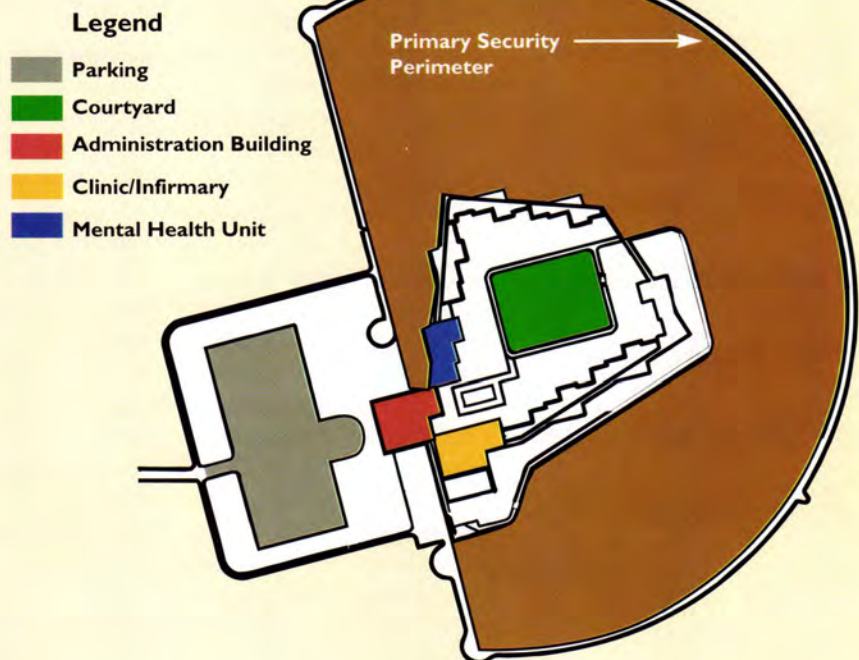 Legend
Parking
Courtyard
Administration Building
Clinic/Infirmary
Mental Health Unit
Primary Security
Perimeter